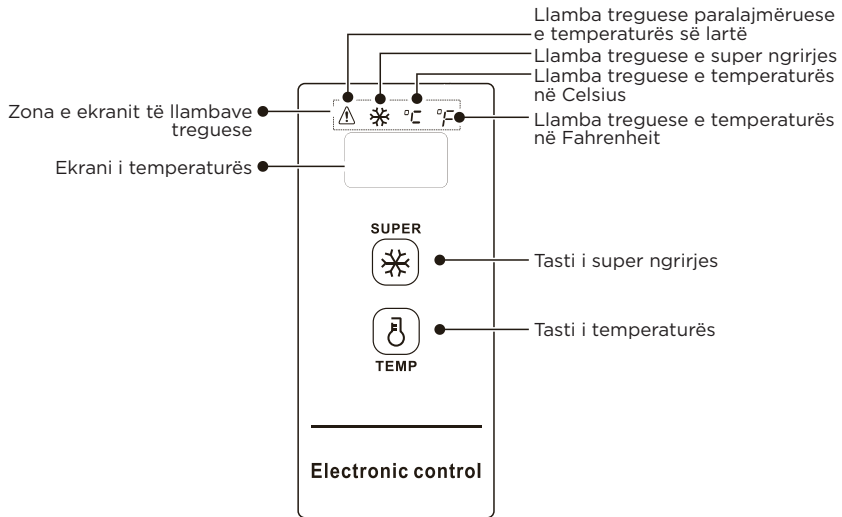 Llamba treguese paralajmëruese
e temperaturës së lartë
Llamba treguese e super ngrirjes
Llamba treguese e temperaturës
në Celsius
Llamba treguese e temperaturës
në Fahrenheit
Zona e ekranit të llambave
treguese
°C °F
Ekrani i temperaturës
SUPER
Tasti i super ngrirjes
Tasti i temperaturës
TEMP
Electronic control